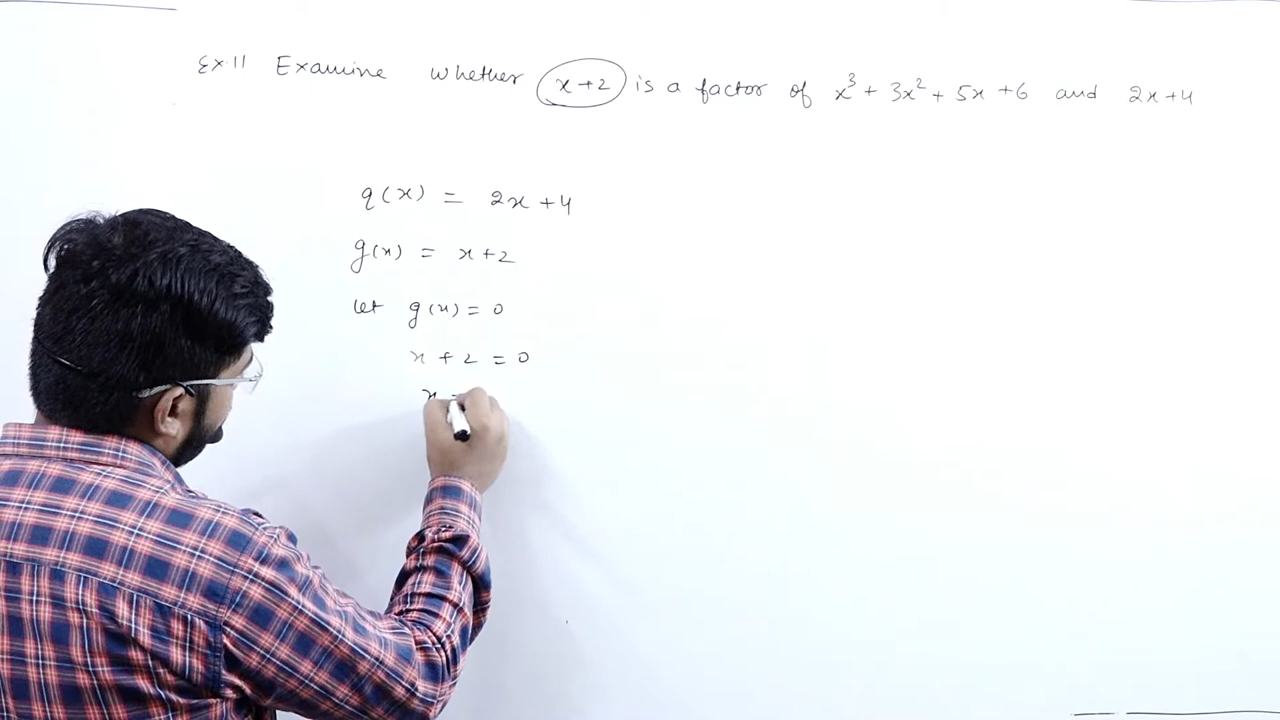 Ex.11 Examine whether x+2 is a factor of x³ + 3x² + 5x +6 and 2x+4
q(x) = 2x +4
g(x) = x+2
let g(x) = 0
x + 2 = 0
x